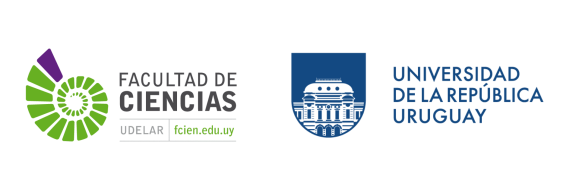 FACULTAD DE
CIENCIAS
UDELAR | fcien.edu.uy
UNIVERSIDAD
DE LA REPÚBLICA
URUGUAY